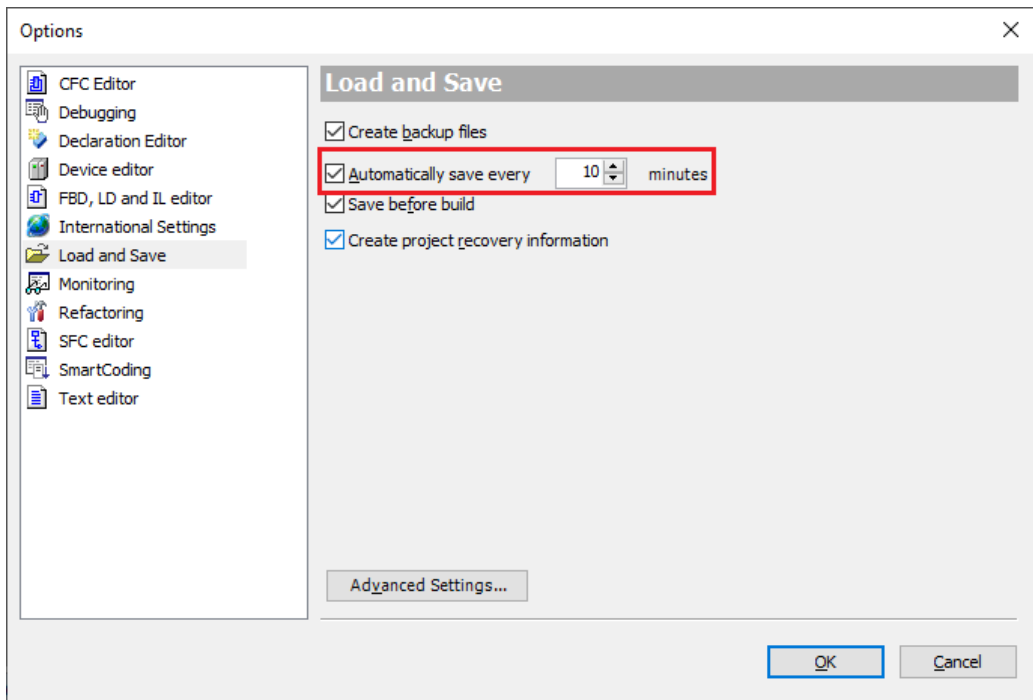 Options
CFC Editor
Debugging
Declaration Editor
Device editor
FBD, LD and IL editor
International Settings
Load and Save
Monitoring
Refactoring
SFC editor
SmartCoding
Text editor
Load and Save
Create backup files
Automatically save every 10 minutes
Save before build
Create project recovery information
Advanced Settings...
OK Cancel